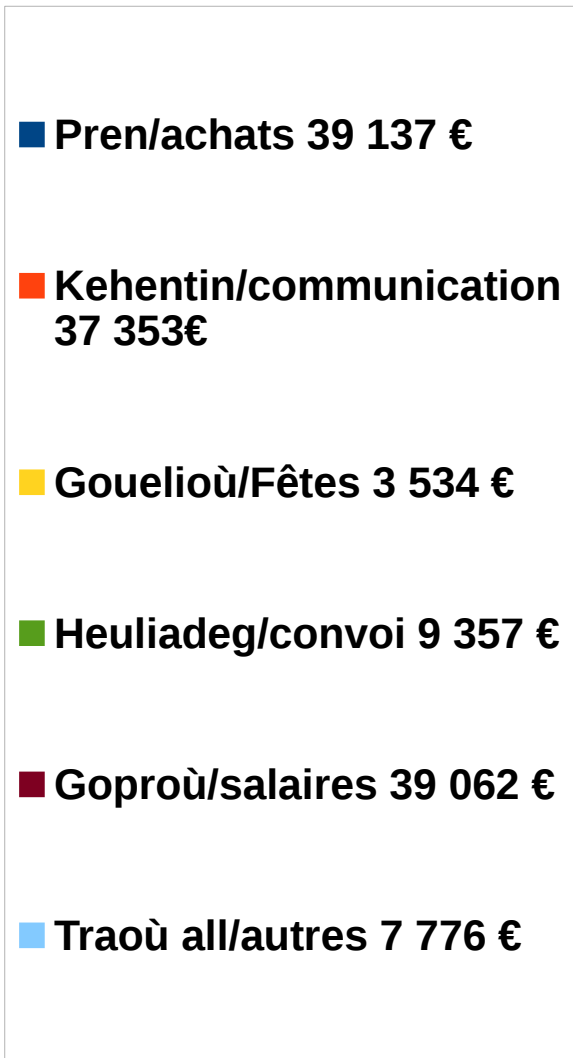 Pren/achats 39 137 €
Kehentin/communication
37 353€
Gouelioù/Fêtes 3 534 €
Heuliadeg/convoi 9 357 €
Goproù/salaires 39 062 €
Traoù all/autres 7 776 €